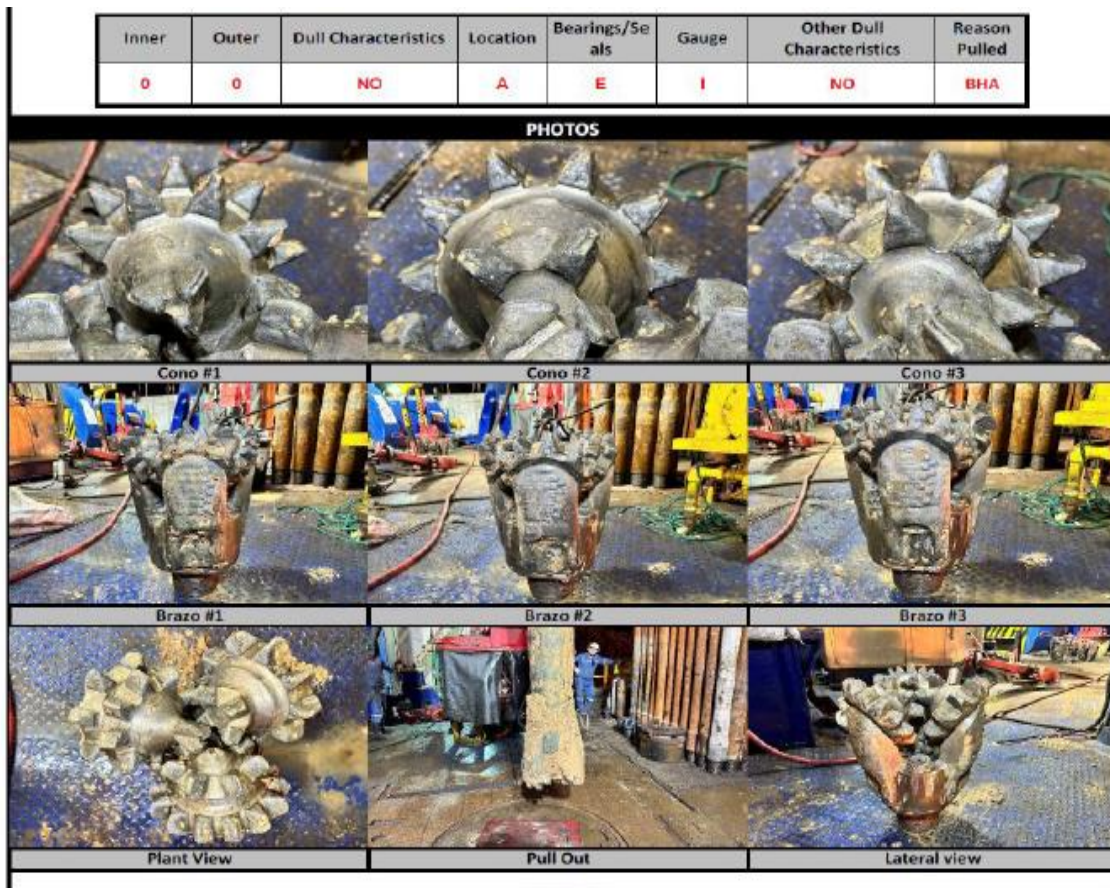 Inner Outer Dull Characteristics Location Bearings/Se als Gauge Other Dull Characteristics Reason Pulled
0 0 NO A E I NO BHA
PHOTOS
Cono #1 Cono #2 Cono #3
Brazo #1 Brazo #2 Brazo #3
Plant View Pull Out Lateral view